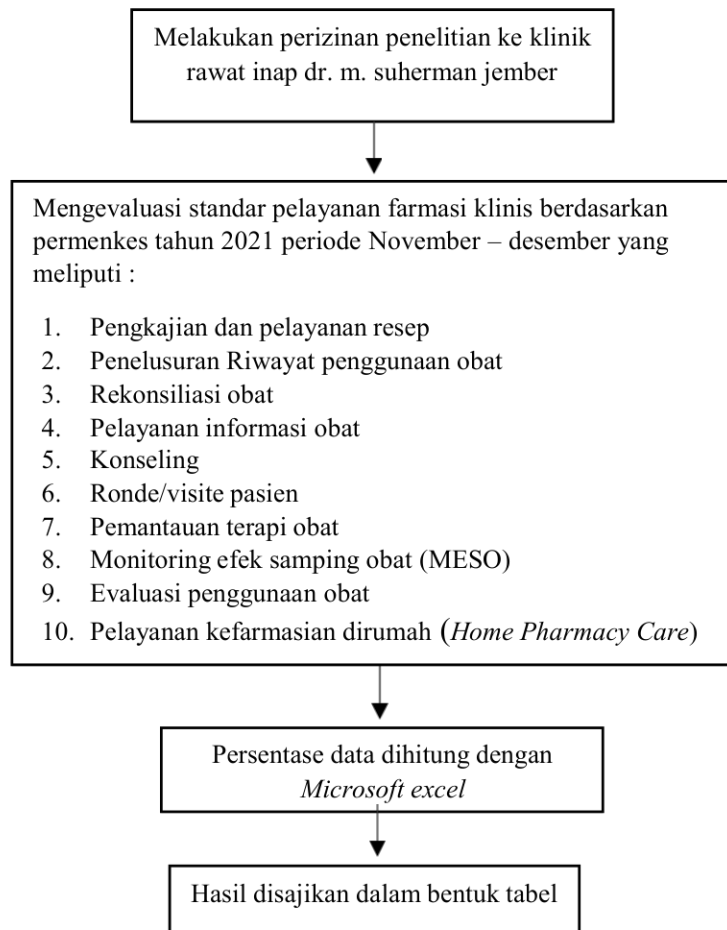 Melakukan perizinan penelitian ke klinik
rawat inap dr. m. suherman jember
Mengevaluasi standar pelayanan farmasi klinis berdasarkan
permenkes tahun 2021 periode November – desember yang
meliputi :
1. Pengkajian dan pelayanan resep
2. Penelusuran Riwayat penggunaan obat
3. Rekonsiliasi obat
4. Pelayanan informasi obat
5. Konseling
6. Ronde/visite pasien
7. Pemantauan terapi obat
8. Monitoring efek samping obat (MESO)
9. Evaluasi penggunaan obat
10. Pelayanan kefarmasian dirumah (Home Pharmacy Care)
Persentase data dihitung dengan
Microsoft excel
Hasil disajikan dalam bentuk tabel